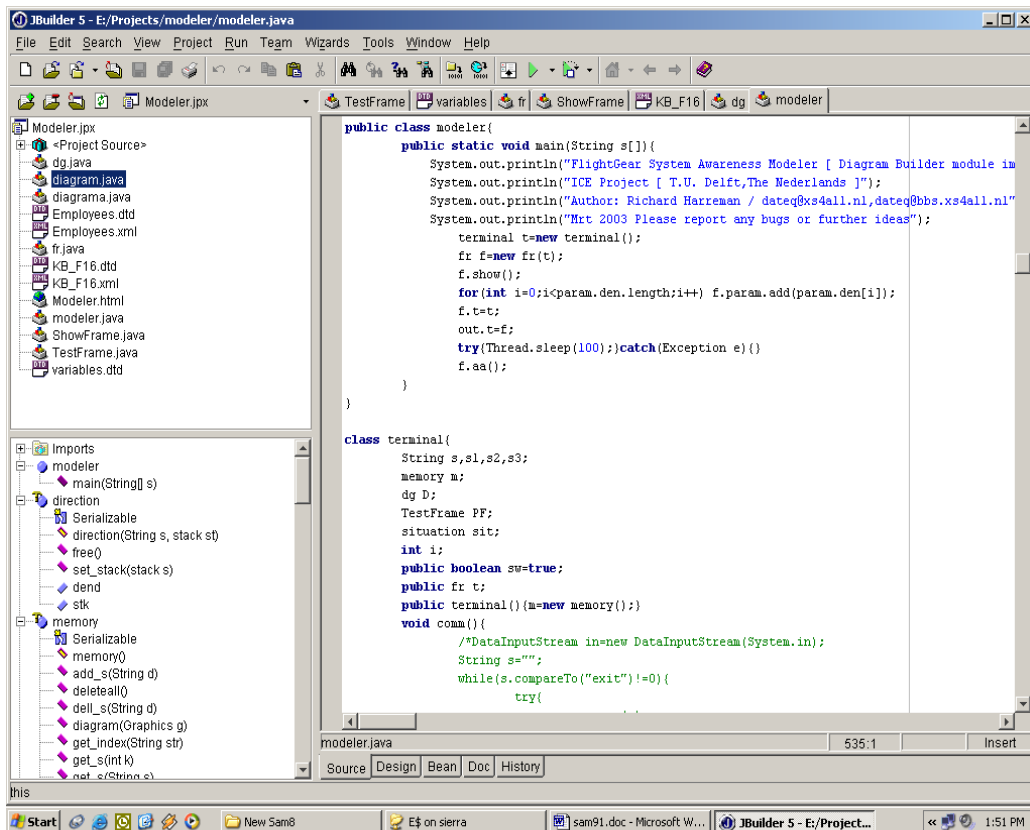 JBuilder 5 - E:/Projects/modeler/modeler.java
File Edit Search View Project Run Team Wizards Tools Window Help
Modeler.jpx
TestFrame variables fr ShowFrame KB_F16 dg modeler
Modeler.jpx
<Project Source>
dg.java
diagram.java
diagrama.java
Employees.dtd
Employees.xml
fr.java
KB_F16.dtd
KB_F16.xml
Modeler.html
modeler.java
ShowFrame.java
TestFrame.java
variables.dtd
Imports
modeler
main(String[] s)
direction
Serializable
direction(String s, stack st)
free()
set_stack(stack s)
dend
stk
memory
Serializable
memory()
add_s(String d)
deleteall()
dell_s(String d)
diagram(Graphics g)
get_index(String str)
get_s(int k)
get_s(String s)
public class modeler{
public static void main(String s[]){
System.out.println("FlightGear System Awareness Modeler [ Diagram Builder module im
System.out.println("ICE Project [ T.U. Delft,The Nederlands ]");
System.out.println("Author: Richard Harreman / dateq@xs4all.nl,dateq@bbs.xs4all.nl"
System.out.println("Mrt 2003 Please report any bugs or further ideas");
terminal t=new terminal();
fr f=new fr(t);
f.show();
for(int i=0;i<param.den.length;i++) f.param.add(param.den[i]);
f.t=t;
out.t=f;
try{Thread.sleep(100);}catch(Exception e){}
f.aa();
}
}
class terminal{
String s,s1,s2,s3;
memory m;
dg D;
TestFrame PF;
situation sit;
int i;
public boolean sw=true;
public fr t;
public terminal(){m=new memory();}
void comm(){
/*DataInputStream in=new DataInputStream(System.in);
String s="";
while(s.compareTo("exit")!=0){
try{
modeler.java 535:1 Insert
Source Design Bean Doc History
this
Start New Sam8 E$ on sierra sam91.doc - Microsoft W... JBuilder 5 - E:/Project... « 1:51 PM